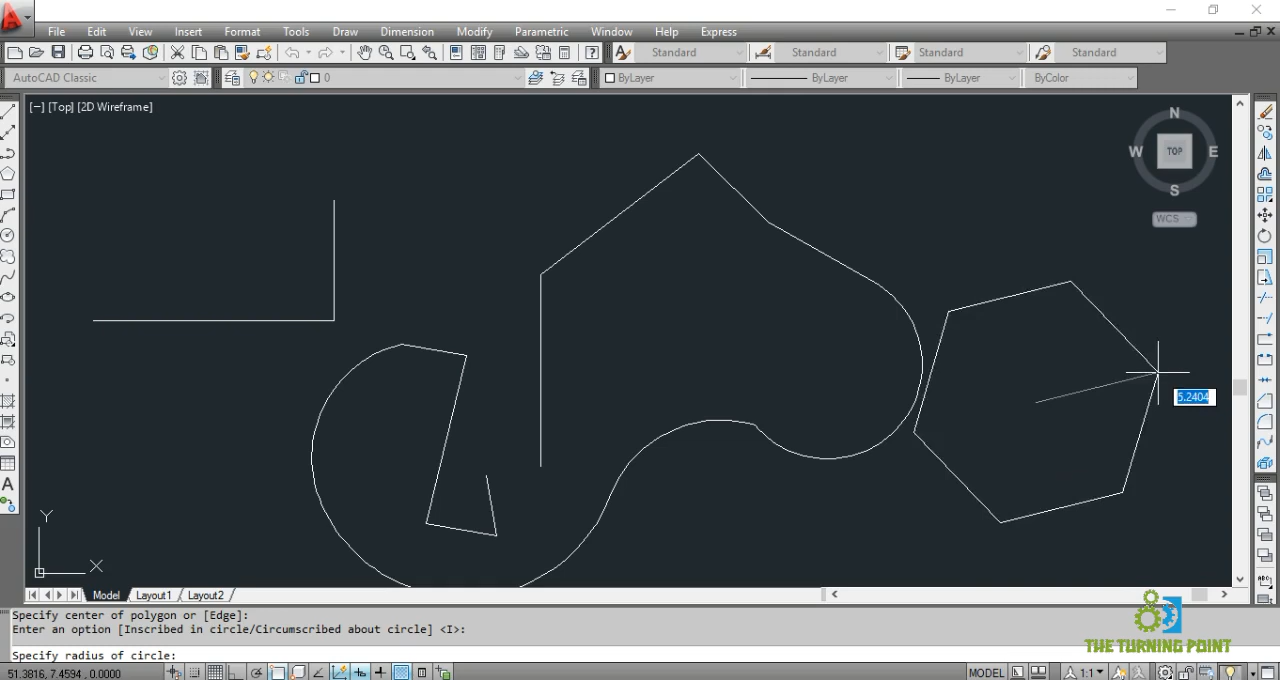 File Edit View Insert Format Tools Draw Dimension Modify Parametric Window Help Express
Standard Standard Standard Standard
AutoCAD Classic 0 ByLayer ByLayer ByLayer ByColor
[−] [Top] [2D Wireframe]
N
W TOP E
S
WCS
5.2404
A
Y
X
Model Layout1 Layout2
Specify center of polygon or [Edge]:
Enter an option [Inscribed in circle/Circumscribed about circle] <I>:
Specify radius of circle:
THE TURNING POINT
51.3816, 7.4594 , 0.0000 MODEL 1:1